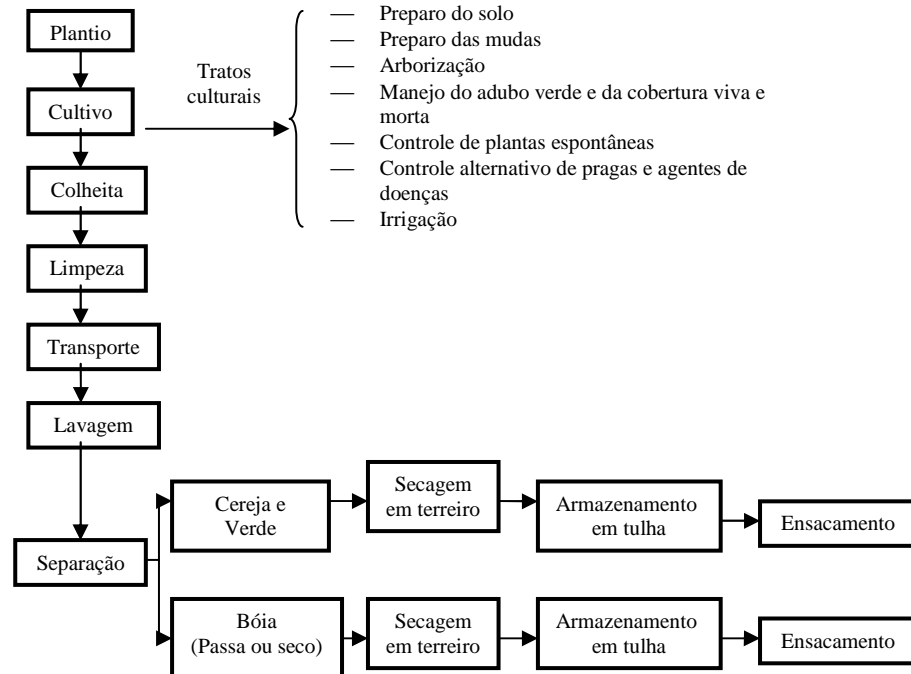 Plantio
Cultivo
Tratos
culturais
— Preparo do solo
— Preparo das mudas
— Arborização
— Manejo do adubo verde e da cobertura viva e
morta
— Controle de plantas espontâneas
— Controle alternativo de pragas e agentes de
doenças
— Irrigação
Colheita
Limpeza
Transporte
Lavagem
Separação
Cereja e
Verde
Secagem
em terreiro
Armazenamento
em tulha
Ensacamento
Bóia
(Passa ou seco)
Secagem
em terreiro
Armazenamento
em tulha
Ensacamento